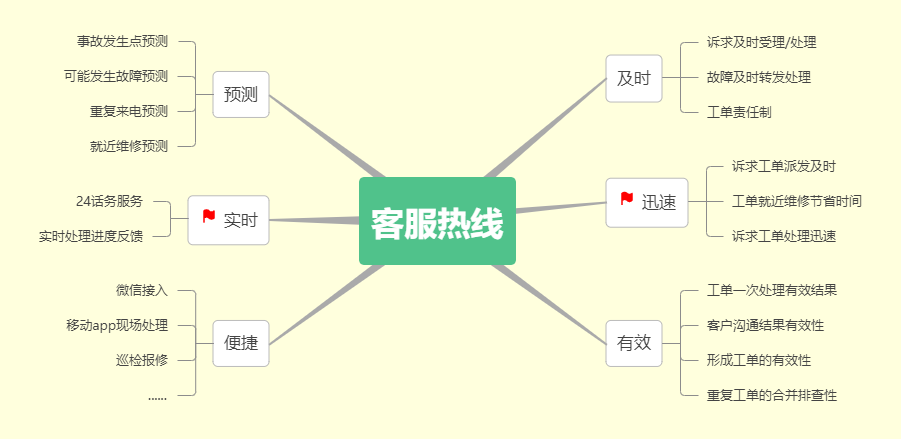 客服热线
预测
事故发生点预测
可能发生故障预测
重复来电预测
就近维修预测
实时
24话务服务
实时处理进度反馈
便捷
微信接入
移动app现场处理
巡检报修
......
及时
诉求及时受理/处理
故障及时转发处理
工单责任制
迅速
诉求工单派发及时
工单就近维修节省时间
诉求工单处理迅速
有效
工单一次处理有效结果
客户沟通结果有效性
形成工单的有效性
重复工单的合并排查性